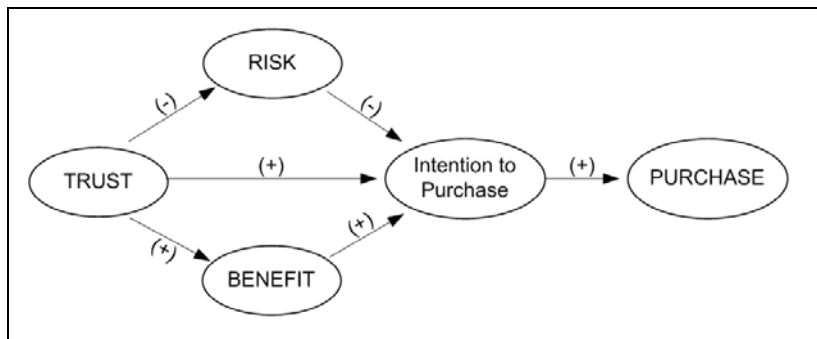 RISK
(-)
(-)
TRUST
(+)
Intention to
Purchase
(+)
PURCHASE
(+)
(+)
BENEFIT